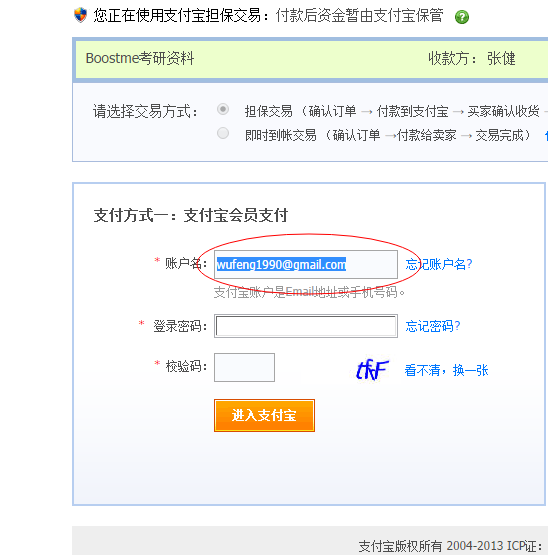 您正在使用支付宝担保交易：付款后资金暂由支付宝保管
Boostme考研资料 收款方： 张健
请选择交易方式： 担保交易 （确认订单 → 付款到支付宝 → 买家确认收货 →
即时到帐交易 （确认订单 →付款给卖家 → 交易完成）
支付方式一：支付宝会员支付
* 账户名： wufeng1990@gmail.com 忘记账户名?
支付宝账户是Email地址或手机号码。
* 登录密码： 忘记密码?
* 校验码： 看不清，换一张
进入支付宝
支付宝版权所有 2004-2013 ICP证：